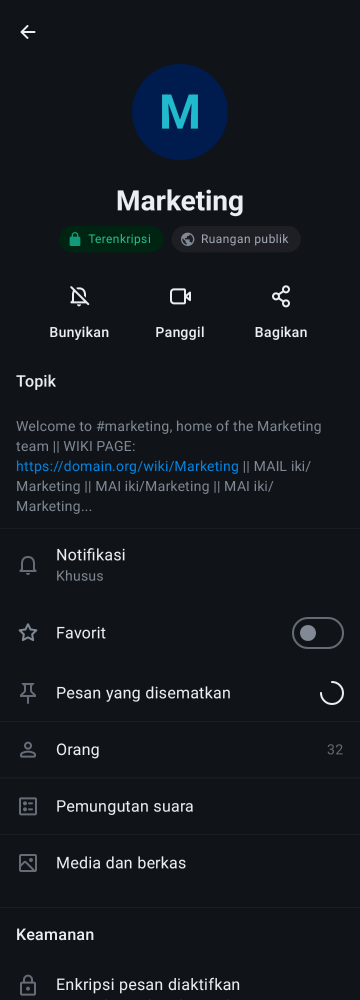 M
Marketing
Terenkripsi
Ruangan publik
Bunyikan
Panggil
Bagikan
Topik
Welcome to #marketing, home of the Marketing
team || WIKI PAGE:
https://domain.org/wiki/Marketing || MAIL iki/
Marketing || MAI iki/Marketing || MAI iki/
Marketing...
Notifikasi
Khusus
Favorit
Pesan yang disematkan
Orang
32
Pemungutan suara
Media dan berkas
Keamanan
Enkripsi pesan diaktifkan